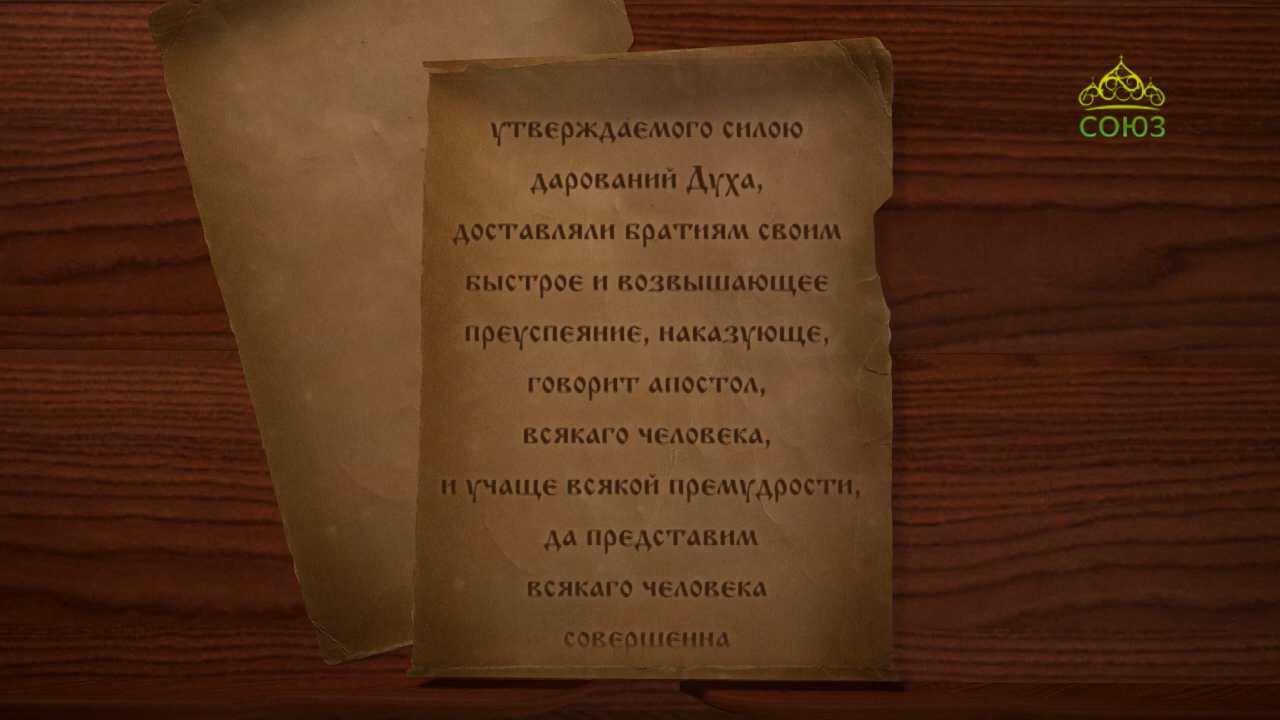 СОЮЗ
утверждаемого силою
дарований Духа,
доставляли братиям своим
быстрое и возвышающее
преуспеяние, наказующе,
говорит апостол,
всякаго человека,
и учаще всякой премудрости,
да представим
всякаго человека
совершенна